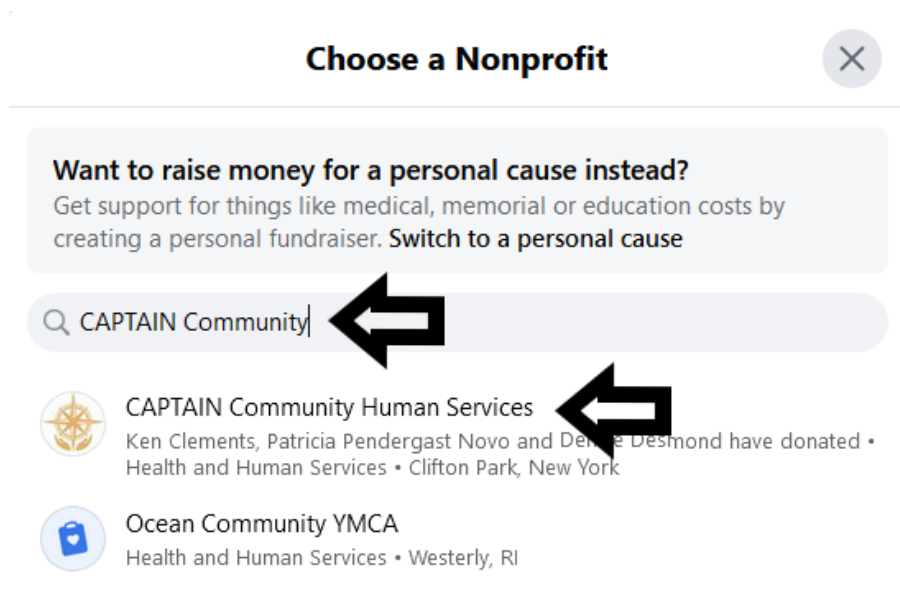 Choose a Nonprofit
Want to raise money for a personal cause instead?
Get support for things like medical, memorial or education costs by
creating a personal fundraiser. Switch to a personal cause
CAPTAIN Community
CAPTAIN Community Human Services
Ken Clements, Patricia Pendergast Novo and Desmond have donated •
Health and Human Services • Clifton Park, New York
Ocean Community YMCA
Health and Human Services • Westerly, RI